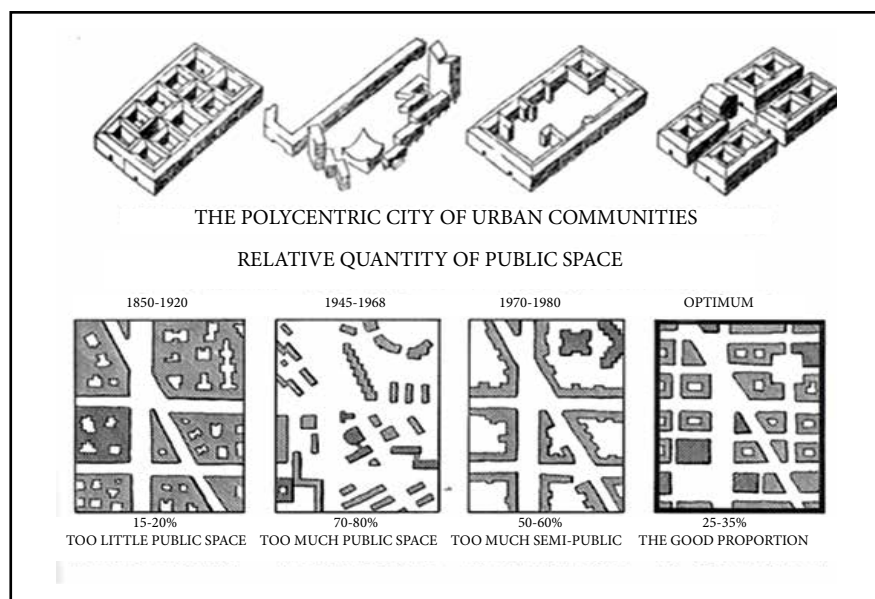 THE POLYCENTRIC CITY OF URBAN COMMUNITIES
RELATIVE QUANTITY OF PUBLIC SPACE
1850-1920
1945-1968
1970-1980
OPTIMUM
15-20%
70-80%
50-60%
25-35%
TOO LITTLE PUBLIC SPACE
TOO MUCH PUBLIC SPACE
TOO MUCH SEMI-PUBLIC
THE GOOD PROPORTION